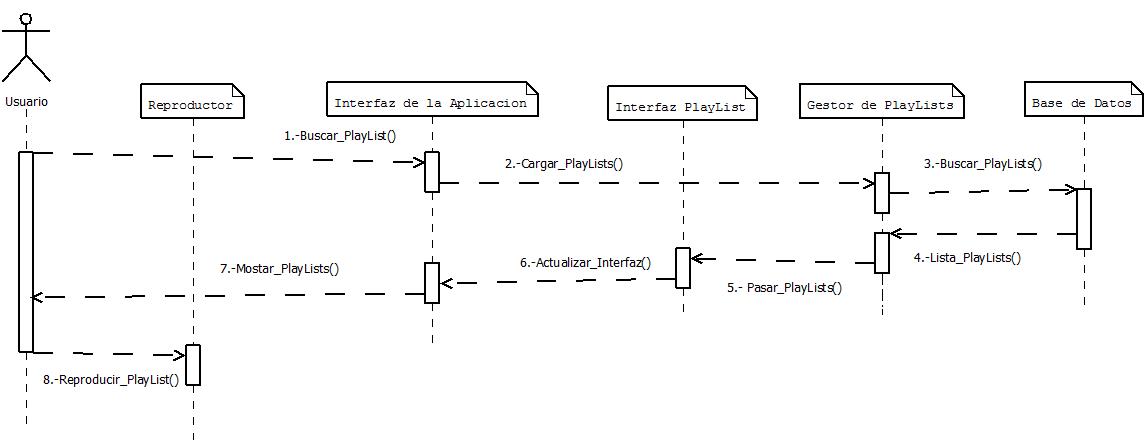 Usuario
Reproductor
Interfaz de la Aplicacion
Interfaz PlayList
Gestor de PlayLists
Base de Datos
1.-Buscar_PlayList()
2.-Cargar_PlayLists()
3.-Buscar_PlayLists()
4.-Lista_PlayLists()
5.- Pasar_PlayLists()
6.-Actualizar_Interfaz()
7.-Mostar_PlayLists()
8.-Reproducir_PlayList()